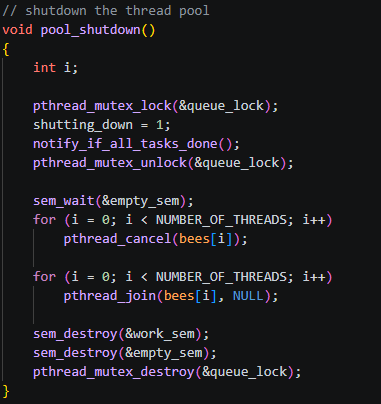 // shutdown the thread pool
void pool_shutdown()
{
    int i;

    pthread_mutex_lock(&queue_lock);
    shutting_down = 1;
    notify_if_all_tasks_done();
    pthread_mutex_unlock(&queue_lock);

    sem_wait(&empty_sem);
    for (i = 0; i < NUMBER_OF_THREADS; i++)
        pthread_cancel(bees[i]);

    for (i = 0; i < NUMBER_OF_THREADS; i++)
        pthread_join(bees[i], NULL);

    sem_destroy(&work_sem);
    sem_destroy(&empty_sem);
    pthread_mutex_destroy(&queue_lock);
}